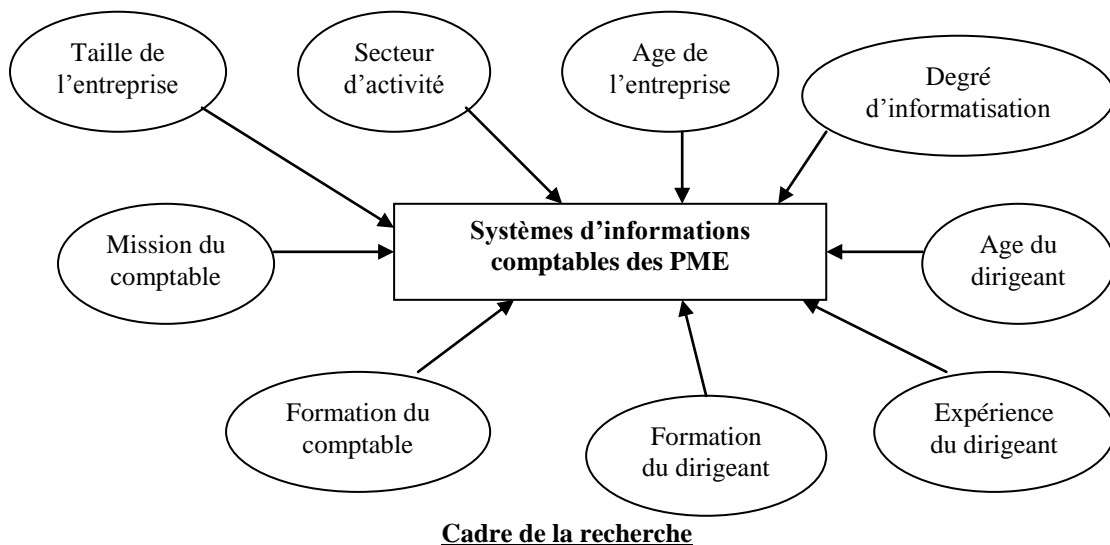 Taille de
l’entreprise
Secteur
d’activité
Age de
l’entreprise
Degré
d’informatisation
Mission du
comptable
Systèmes d’informations
comptables des PME
Age du
dirigeant
Formation du
comptable
Formation
du dirigeant
Expérience
du dirigeant
Cadre de la recherche